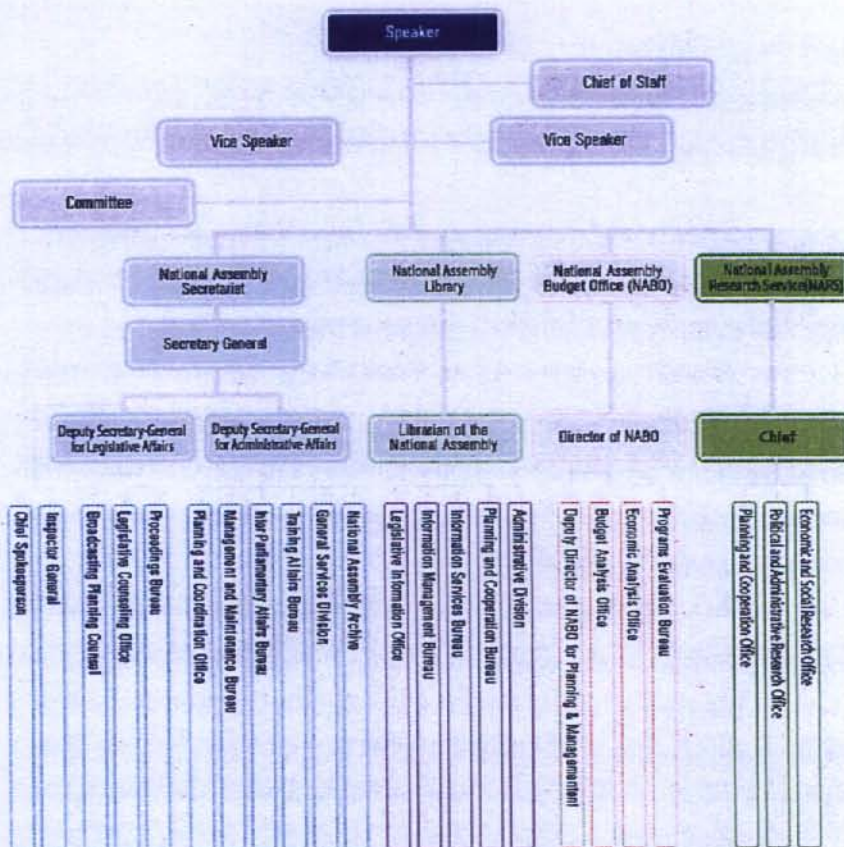 Speaker
Chief of Staff
Vice Speaker
Vice Speaker
Committee
National Assembly
Secretariat
National Assembly
Library
National Assembly
Budget Office (NABO)
National Assembly
Research Service(NARS)
Secretary General
Deputy Secretary-General
for Legislative Affairs
Deputy Secretary-General
for Administrative Affairs
Librarian of the
National Assembly
Director of NABO
Chief
Chief Spokesperson
Inspector General
Broadcasting Planning Counsel
Legislative Counseling Office
Proceedings Bureau
Planning and Coordination Office
Management and Maintnance Bureau
Inter-Parliamentary Affairs Bureau
Training Affairs Bureau
General Services Division
National Assembly Archive
Legislative Information Office
Information Management Bureau
Information Services Bureau
Planning and Cooperation Bureau
Administrative Division
Deputy Director of NABO for Planning & Management
Budget Analysis Office
Economic Analysis Office
Programs Evaluation Bureau
Planning and Cooperation Office
Political and Administrative Research Office
Economic and Social Research Office